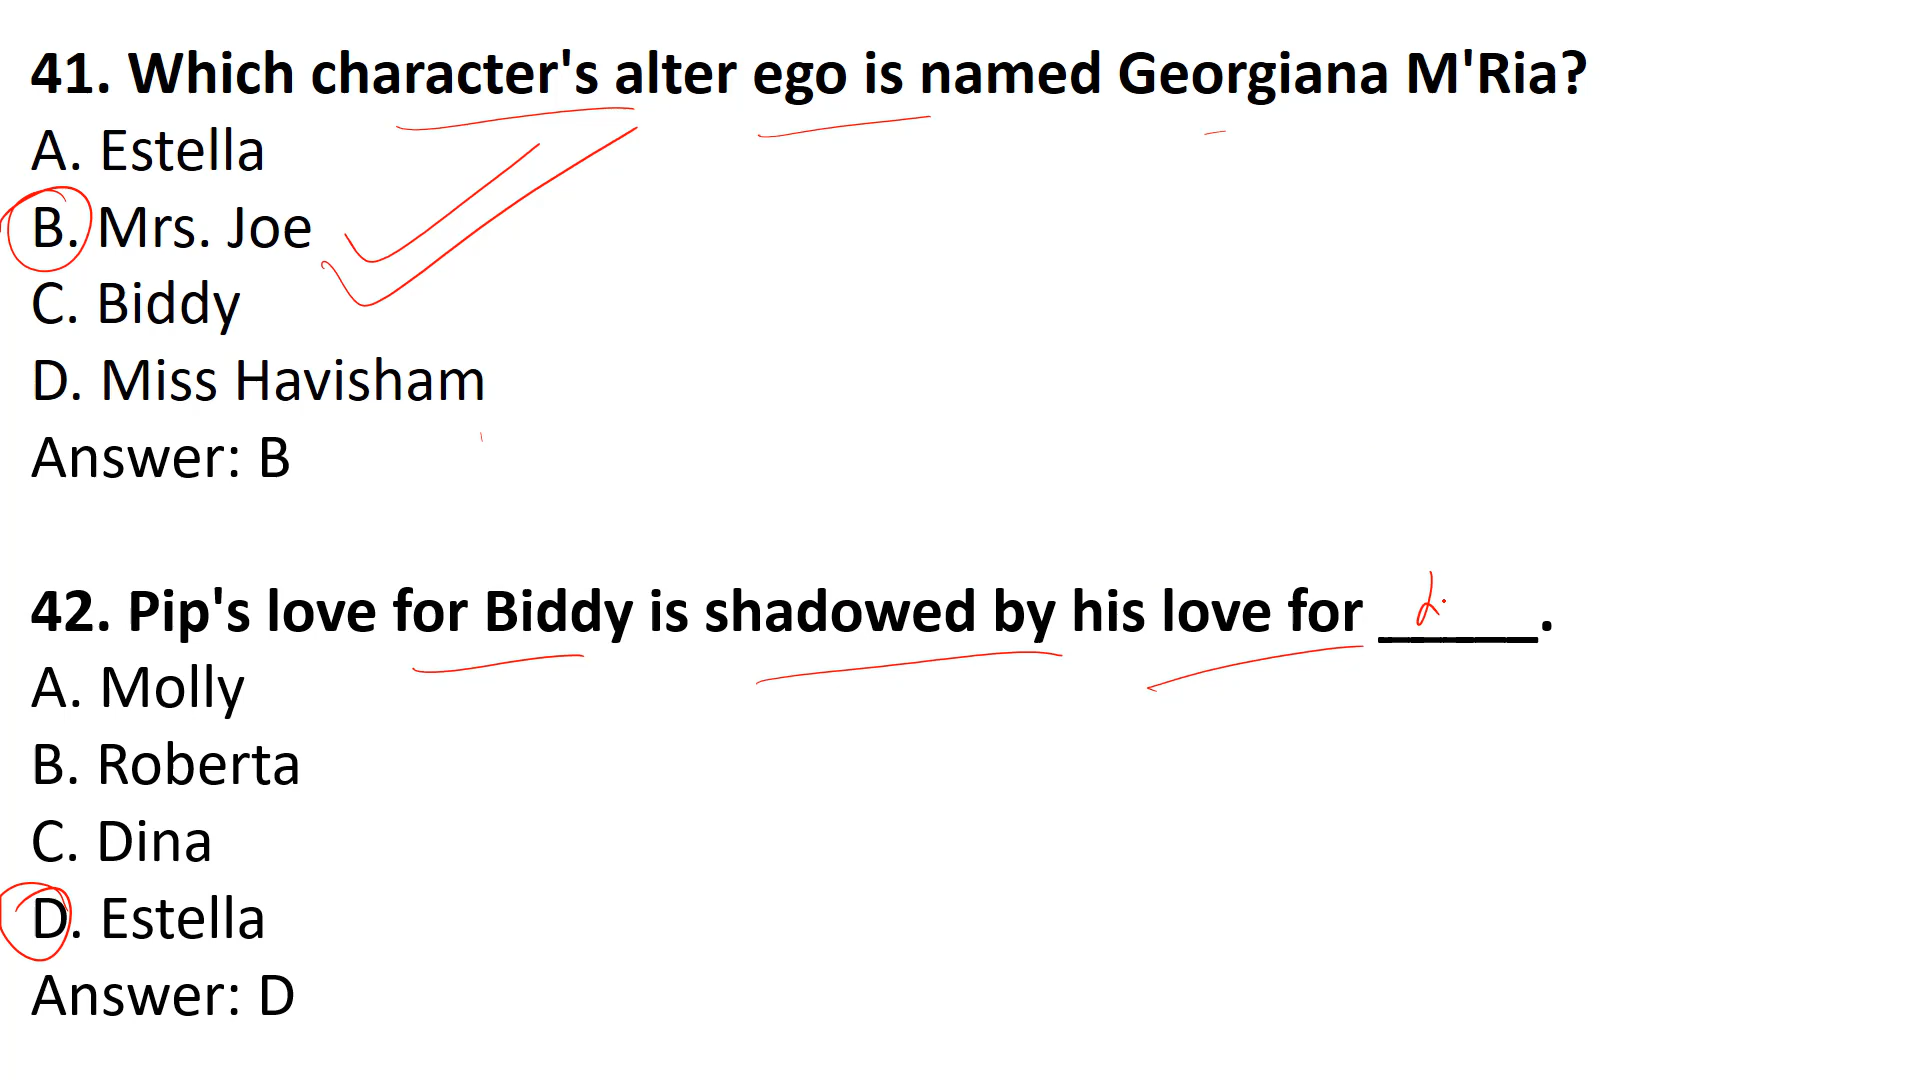 41. Which character's alter ego is named Georgiana M'Ria?
A. Estella
B. Mrs. Joe
C. Biddy
D. Miss Havisham
Answer: B
42. Pip's love for Biddy is shadowed by his love for _____.
A. Molly
B. Roberta
C. Dina
D. Estella
Answer: D